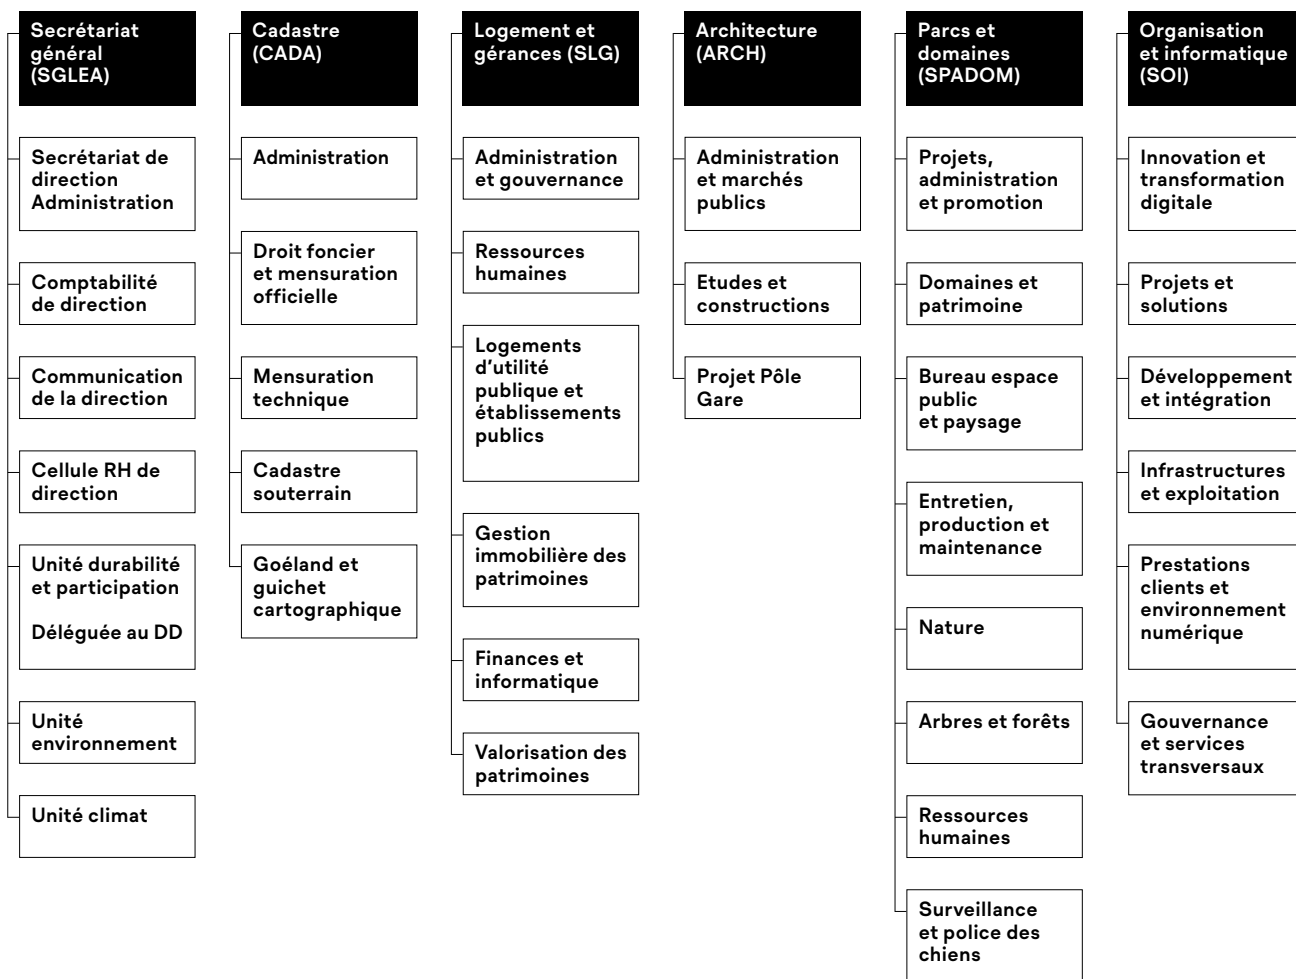 Secrétariat
général
(SGLEA)
Secrétariat de
direction
Administration
Comptabilité
de direction
Communication
de la direction
Cellule RH de
direction
Unité durabilité
et participation
Déléguée au DD
Unité
environnement
Unité climat
Cadastre
(CADA)
Administration
Droit foncier
et mensuration
officielle
Mensuration
technique
Cadastre
souterrain
Goéland et
guichet
cartographique
Logement et
gérances (SLG)
Administration
et gouvernance
Ressources
humaines
Logements
d'utilité
publique et
établissements
publics
Gestion
immobilière des
patrimoines
Finances et
informatique
Valorisation des
patrimoines
Architecture
(ARCH)
Administration
et marchés
publics
Etudes et
constructions
Projet Pôle
Gare
Parcs et
domaines
(SPADOM)
Projets,
administration
et promotion
Domaines et
patrimoine
Bureau espace
public
et paysage
Entretien,
production et
maintenance
Nature
Arbres et forêts
Ressources
humaines
Surveillance
et police des
chiens
Organisation
et informatique
(SOI)
Innovation et
transformation
digitale
Projets et
solutions
Développement
et intégration
Infrastructures
et exploitation
Prestations
clients et
environnement
numérique
Gouvernance
et services
transversaux